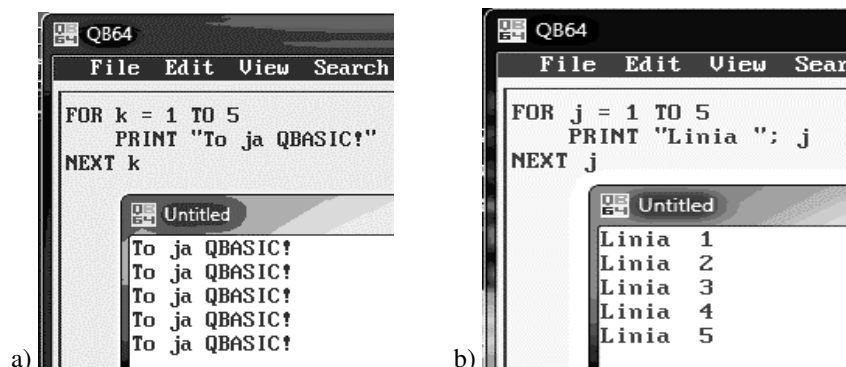 QB64
File Edit View Search
FOR k = 1 TO 5
PRINT "To ja QBASIC!"
NEXT k
Untitled
To ja QBASIC!
To ja QBASIC!
To ja QBASIC!
To ja QBASIC!
To ja QBASIC!
a)
QB64
File Edit View Sear
FOR j = 1 TO 5
PRINT "Linia "; j
NEXT j
Untitled
Linia 1
Linia 2
Linia 3
Linia 4
Linia 5
b)